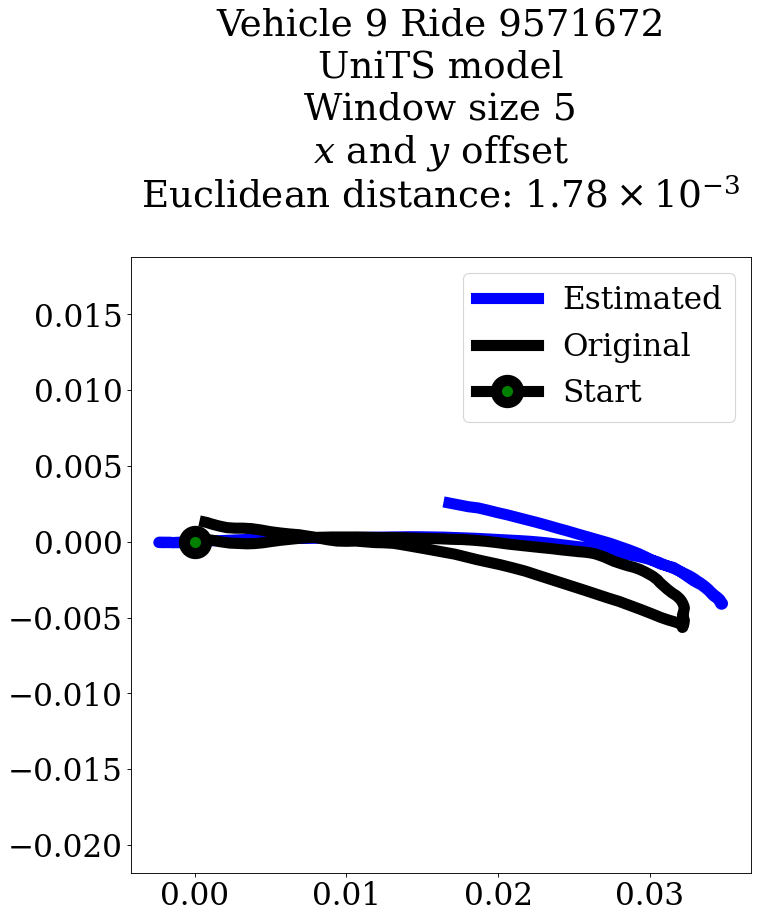 Vehicle 9 Ride 9571672
UniTS model
Window size 5
x and y offset
Euclidean distance: 1.78 × 10⁻³
Estimated
Original
Start
0.015
0.010
0.005
0.000
−0.005
−0.010
−0.015
−0.020
0.00 0.01 0.02 0.03